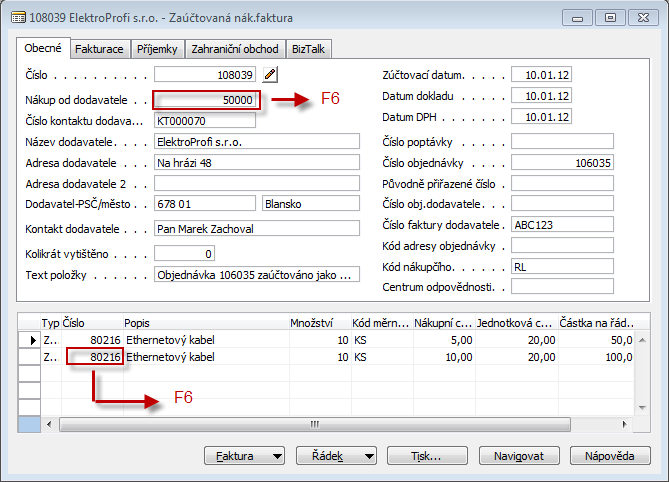 108039 ElektroProfi s.r.o. - Zaúčtovaná nák.faktura
Obecné Fakturace Příjemky Zahraniční obchod BizTalk
Číslo . . . . . . . . . . 108039
Nákup od dodavatele . . 50000 F6
Číslo kontaktu dodava... KT000070
Název dodavatele. . . . ElektroProfi s.r.o.
Adresa dodavatele . . . Na hrázi 48
Adresa dodavatele 2 . .
Dodavatel-PSČ/město . . 678 01 Blansko
Kontakt dodavatele . . . Pan Marek Zachoval
Kolikrát vytištěno . . . . 0
Text položky . . . . . . Objednávka 106035 zaúčtováno jako ...
Zúčtovací datum. . . . . 10.01.12
Datum dokladu . . . . . 10.01.12
Datum DPH . . . . . . . 10.01.12
Číslo poptávky . . . . .
Číslo objednávky . . . . 106035
Původně přiřazené číslo .
Číslo obj.dodavatele. . .
Číslo faktury dodavatele . ABC123
Kód adresy objednávky .
Kód nákupčího. . . . . . RL
Centrum odpovědnosti. .
Typ Číslo Popis Množství Kód měrn... Nákupní c... Jednotková c... Částka na řád..
Z... 80216 Ethernetový kabel 10 KS 5,00 20,00 50,0
Z... 80216 Ethernetový kabel 10 KS 10,00 20,00 100,0
F6
Faktura Řádek Tisk... Navigovat Nápověda